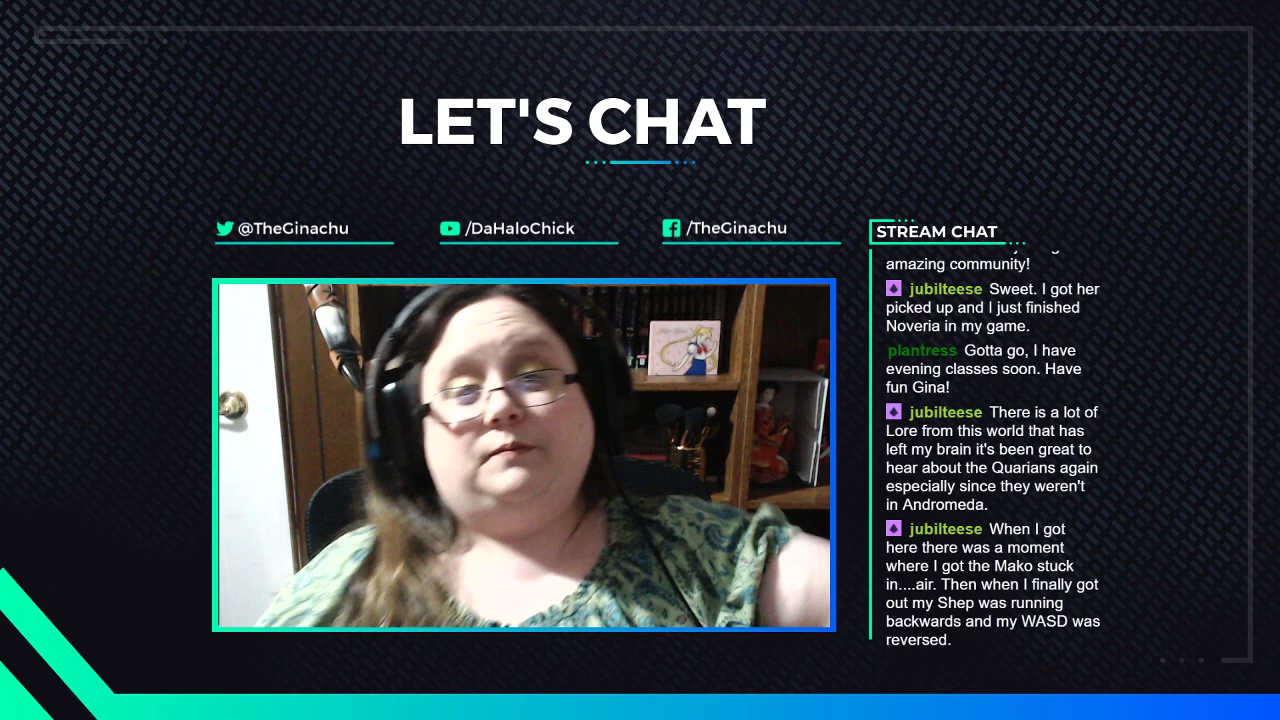 LET'S CHAT
@TheGinachu
/DaHaloChick
/TheGinachu
STREAM CHAT
amazing community!
jubilteese Sweet. I got her
picked up and I just finished
Noveria in my game.
plantress Gotta go, I have
evening classes soon. Have
fun Gina!
jubilteese There is a lot of
Lore from this world that has
left my brain it's been great to
hear about the Quarians again
especially since they weren't
in Andromeda.
jubilteese When I got
here there was a moment
where I got the Mako stuck
in....air. Then when I finally got
out my Shep was running
backwards and my WASD was
reversed.